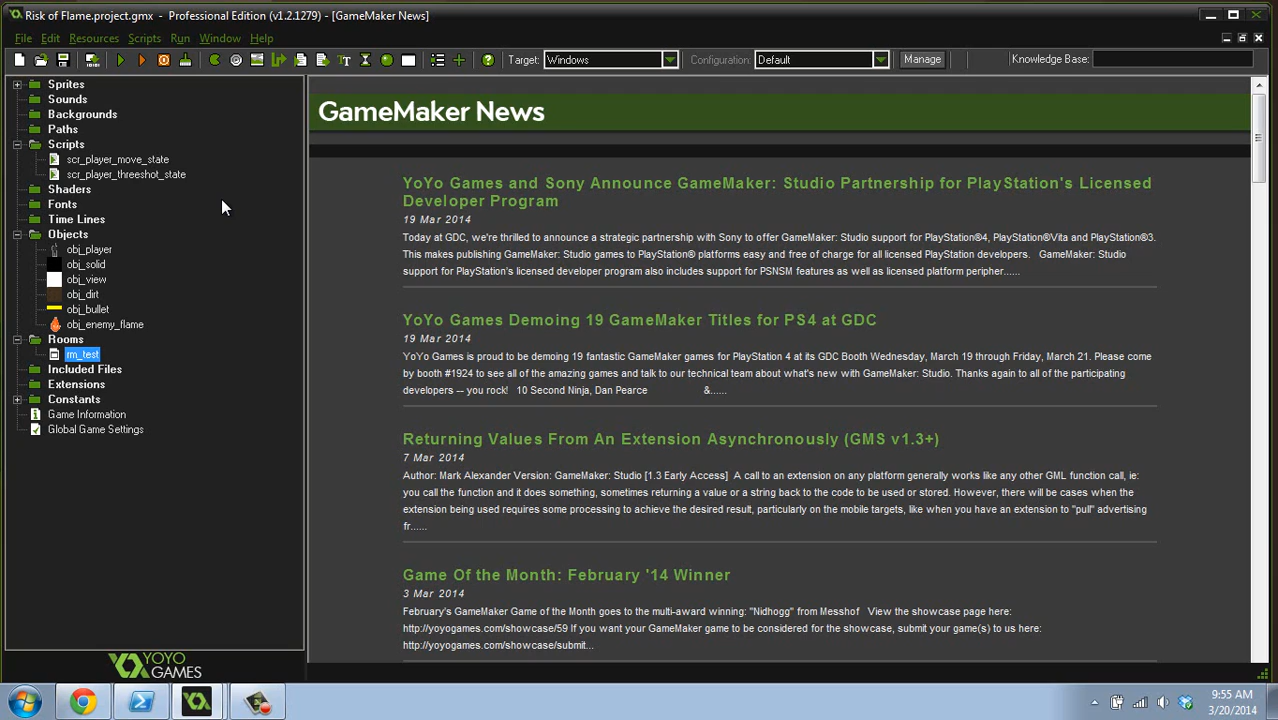 Risk of Flame.project.gmx - Professional Edition (v1.2.1279) - [GameMaker News]
File Edit Resources Scripts Run Window Help
Target: Windows Configuration: Default Manage Knowledge Base:
Sprites
Sounds
Backgrounds
Paths
Scripts
scr_player_move_state
scr_player_threeshot_state
Shaders
Fonts
Time Lines
Objects
obj_player
obj_solid
obj_view
obj_dirt
obj_bullet
obj_enemy_flame
Rooms
rm_test
Included Files
Extensions
Constants
Game Information
Global Game Settings
YOYO
GAMES
GameMaker News
YoYo Games and Sony Announce GameMaker: Studio Partnership for PlayStation's Licensed
Developer Program
19 Mar 2014
Today at GDC, we're thrilled to announce a strategic partnership with Sony to offer GameMaker: Studio support for PlayStation®4, PlayStation®Vita and PlayStation®3.
This makes publishing GameMaker: Studio games to PlayStation® platforms easy and free of charge for all licensed PlayStation developers. GameMaker: Studio
support for PlayStation's licensed developer program also includes support for PSNSM features as well as licensed platform peripher......
YoYo Games Demoing 19 GameMaker Titles for PS4 at GDC
19 Mar 2014
YoYo Games is proud to be demoing 19 fantastic GameMaker games for PlayStation 4 at its GDC Booth Wednesday, March 19 through Friday, March 21. Please come
by booth #1924 to see all of the amazing games and talk to our technical team about what's new with GameMaker: Studio. Thanks again to all of the participating
developers -- you rock! 10 Second Ninja, Dan Pearce &......
Returning Values From An Extension Asynchronously (GMS v1.3+)
7 Mar 2014
Author: Mark Alexander Version: GameMaker: Studio [1.3 Early Access] A call to an extension on any platform generally works like any other GML function call, ie:
you call the function and it does something, sometimes returning a value or a string back to the code to be used or stored. However, there will be cases when the
extension being used requires some processing to achieve the desired result, particularly on the mobile targets, like when you have an extension to "pull" advertising
fr......
Game Of the Month: February '14 Winner
3 Mar 2014
February's GameMaker Game of the Month goes to the multi-award winning: "Nidhogg" from Messhof View the showcase page here:
http://yoyogames.com/showcase/59 If you want your GameMaker game to be considered for the showcase, submit your game(s) to us here:
http://yoyogames.com/showcase/submit...
9:55 AM
3/20/2014